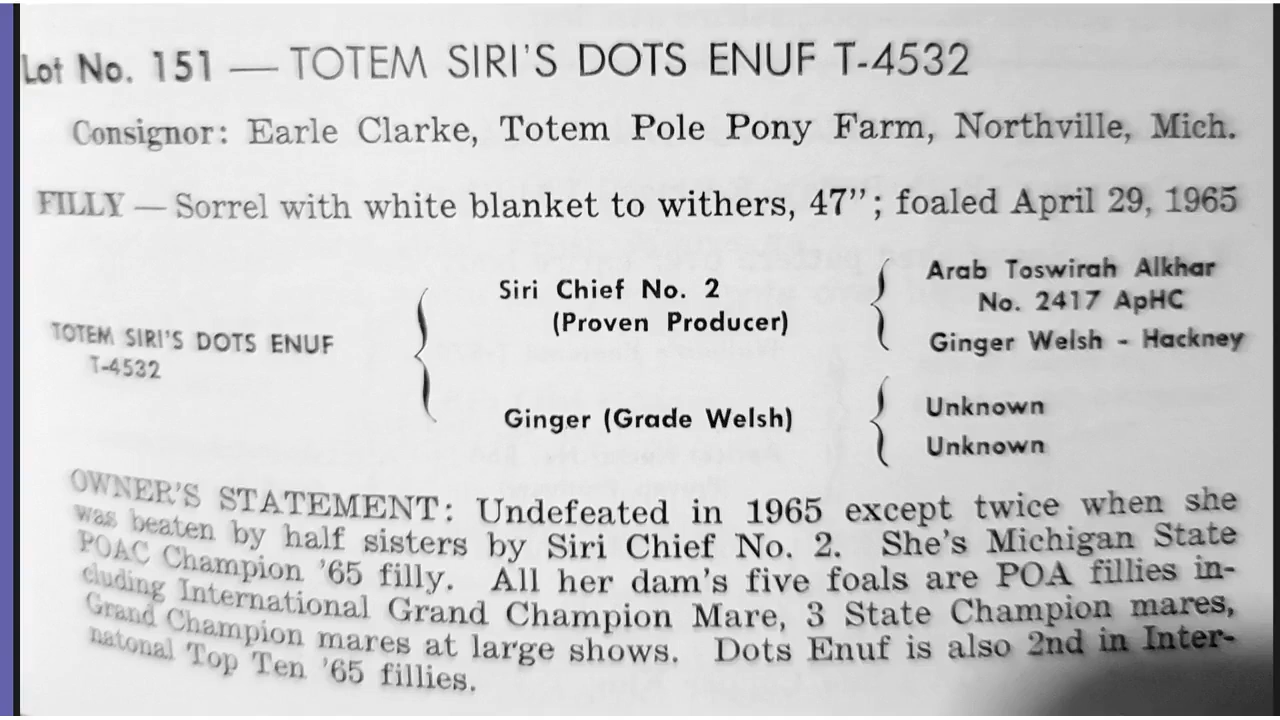 Lot No. 151 — TOTEM SIRI'S DOTS ENUF T-4532
Consignor: Earle Clarke, Totem Pole Pony Farm, Northville, Mich.
FILLY — Sorrel with white blanket to withers, 47"; foaled April 29, 1965
Siri Chief No. 2
(Proven Producer)
Arab Toswirah Alkhar
No. 2417 ApHC
Ginger Welsh - Hackney
TOTEM SIRI'S DOTS ENUF
T-4532
Ginger (Grade Welsh)
Unknown
Unknown
OWNER'S STATEMENT: Undefeated in 1965 except twice when she
was beaten by half sisters by Siri Chief No. 2. She's Michigan State
POAC Champion '65 filly. All her dam's five foals are POA fillies in-
cluding International Grand Champion Mare, 3 State Champion mares,
Grand Champion mares at large shows. Dots Enuf is also 2nd in Inter-
natonal Top Ten '65 fillies.